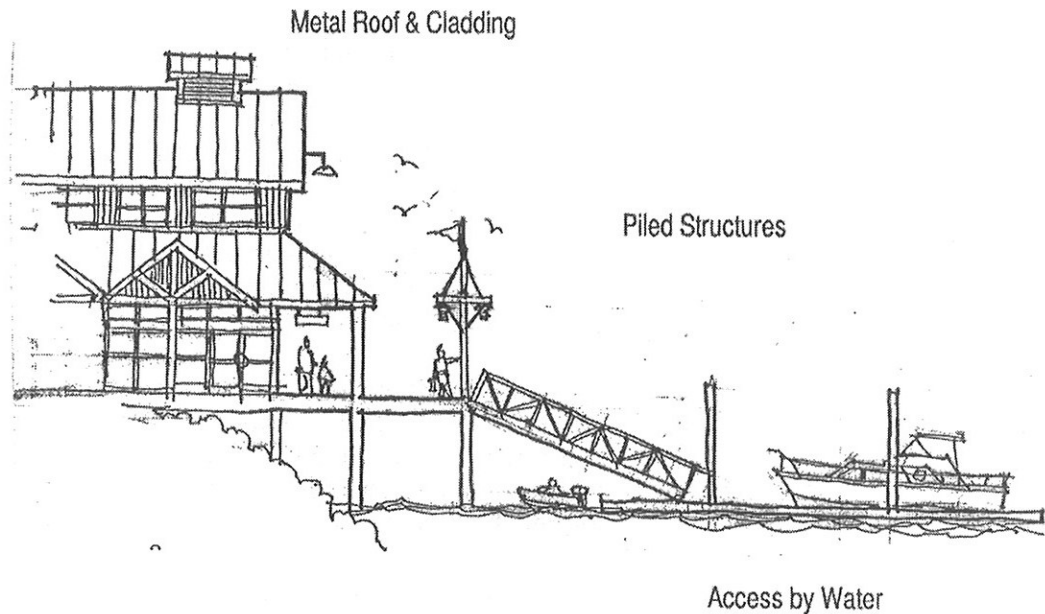 Metal Roof & Cladding
Piled Structures
Access by Water